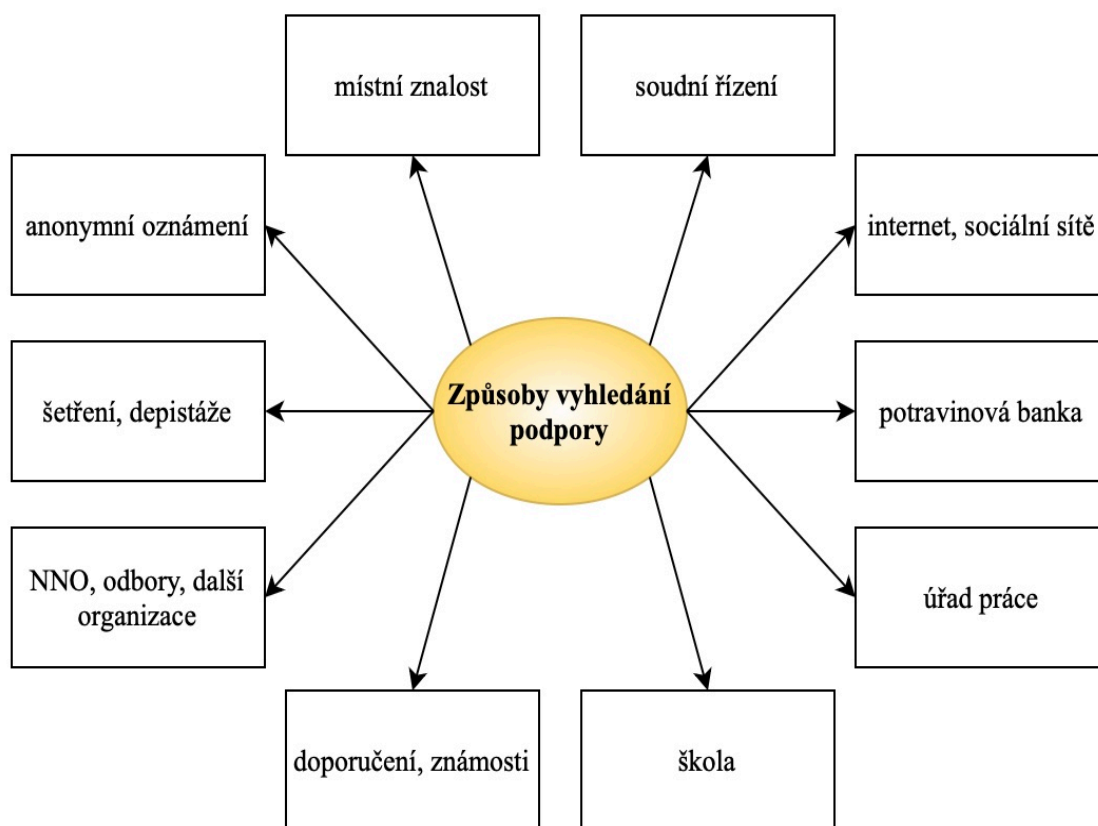 místní znalost
soudní řízení
anonymní oznámení
internet, sociální sítě
šetření, depistáže
Způsoby vyhledání
podpory
potravinová banka
NNO, odbory, další
organizace
úřad práce
doporučení, známosti
škola